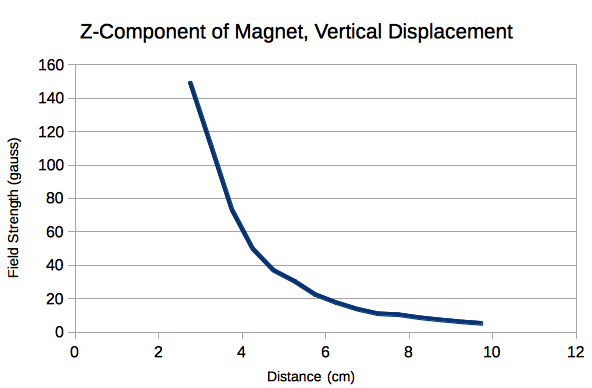 Z-Component of Magnet, Vertical Displacement
160
140
120
100
80
60
40
20
0
Field Strength (gauss)
0 2 4 6 8 10 12
Distance (cm)